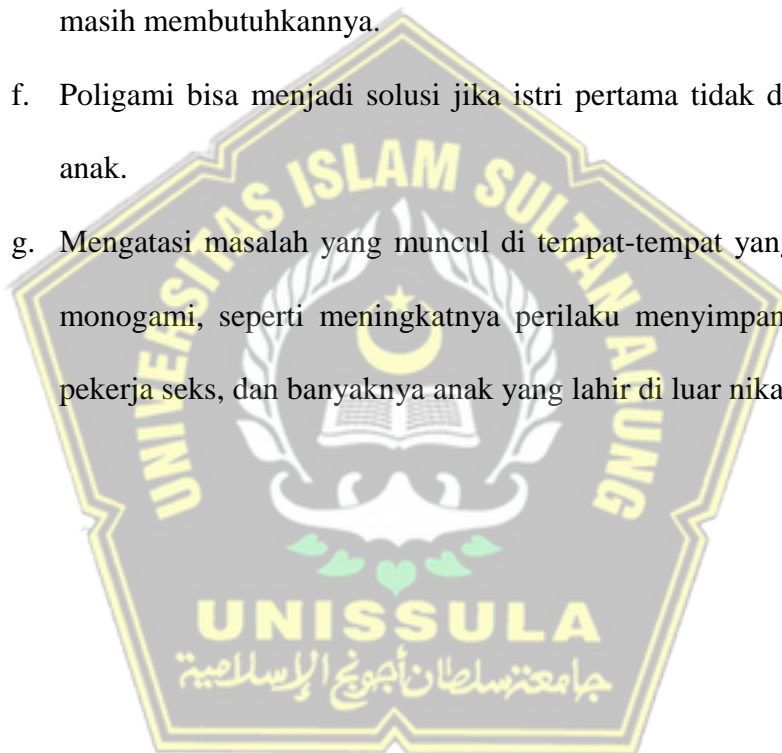 masih membutuhkannya.
f. Poligami bisa menjadi solusi jika istri pertama tidak
anak.
g. Mengatasi masalah yang muncul di tempat-tempat yang
monogami, seperti meningkatnya perilaku menyimpan
pekerja seks, dan banyaknya anak yang lahir di luar
UNIVERSITAS ISLAM SULTAN AGUNG
UNISSULA
جامعة سلطان أجونج الإسلامية